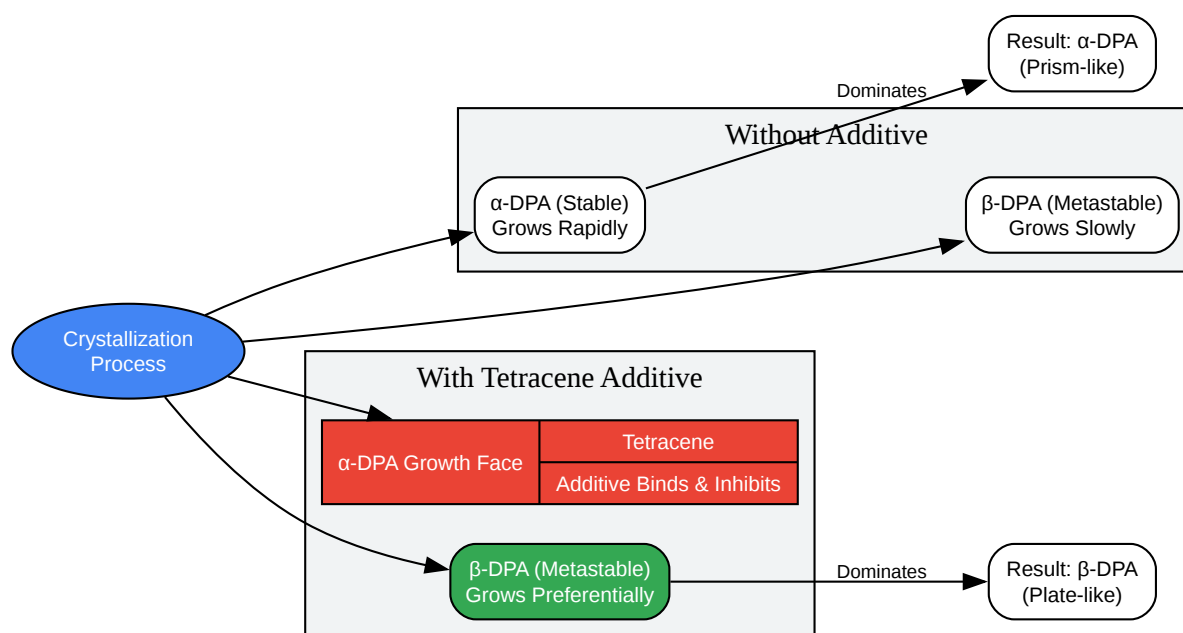 Result: α-DPA
(Prism-like)
Dominates
Without Additive
α-DPA (Stable)
Grows Rapidly
β-DPA (Metastable)
Grows Slowly
Crystallization
Process
With Tetracene Additive
α-DPA Growth Face
Tetracene
Additive Binds & Inhibits
β-DPA (Metastable)
Grows Preferentially
Dominates
Result: β-DPA
(Plate-like)